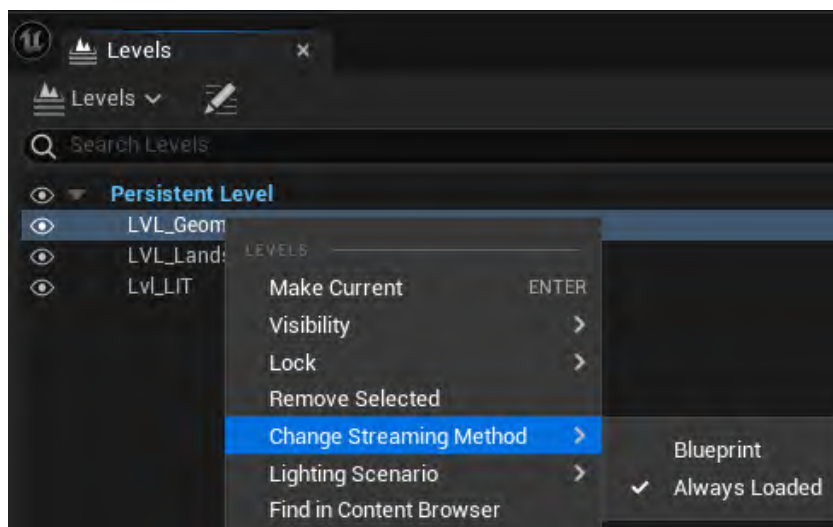 Levels
Levels
Search Levels
Persistent Level
LVL_Geom
LVL_Lands
Lvl_LIT
LEVELS
Make Current ENTER
Visibility
Lock
Remove Selected
Change Streaming Method
Blueprint
Always Loaded
Lighting Scenario
Find in Content Browser